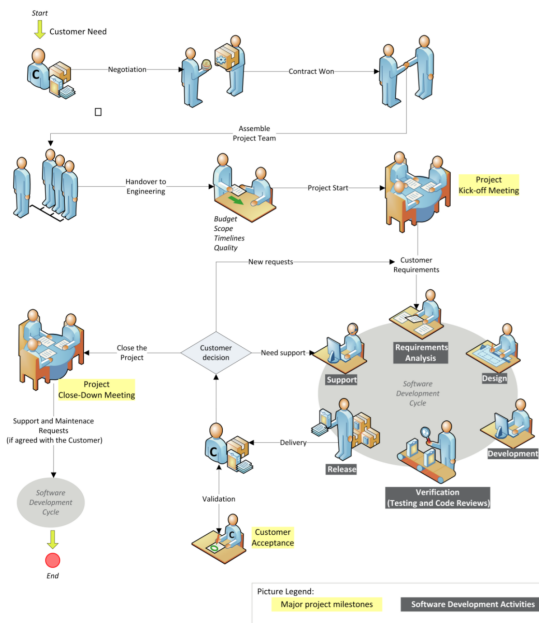 Start
Customer Need
C
Negotiation
Contract Won
Assemble
Project Team
Handover to
Engineering
Project Start
Project
Kick-off Meeting
Budget
Scope
Timelines
Quality
New requests
Customer
Requirements
Requirements
Analysis
Close the
Project
Customer
decision
Need support
Support
Design
Project
Close-Down Meeting
Software
Development
Cycle
Support and Maintenace
Requests
(if agreed with the Customer)
C
Delivery
Release
Development
Verification
(Testing and Code Reviews)
Software
Development
Cycle
Validation
C
Customer
Acceptance
End
Picture Legend:
Major project milestones
Software Development Activities